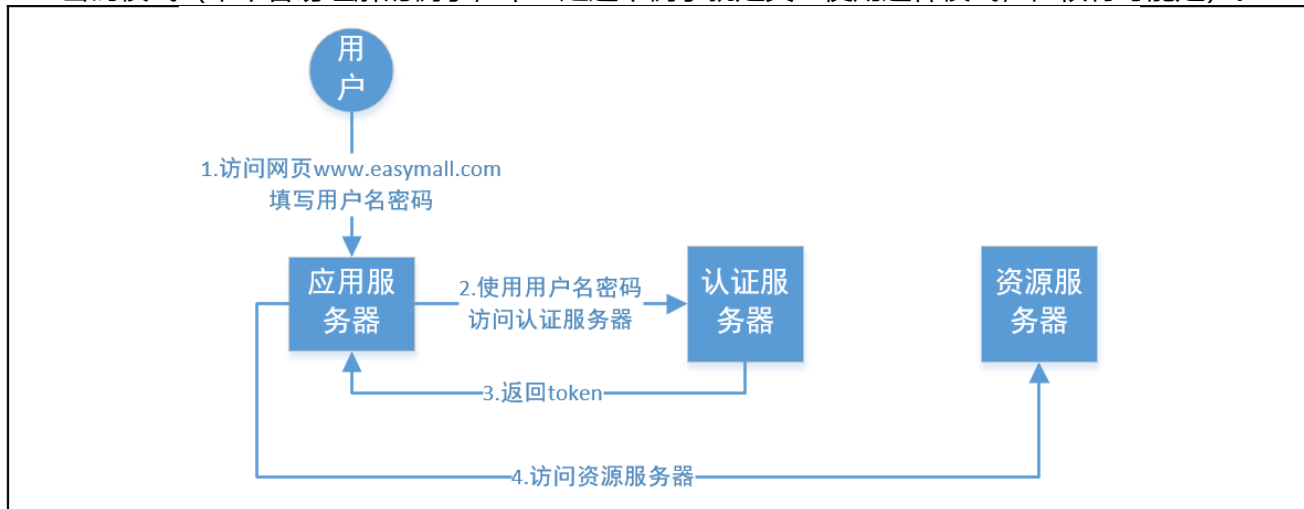 用
户
1.访问网页www.easymall.com
填写用户名密码
应用服
务器
2.使用用户名密码
访问认证服务器
认证服
务器
资源服
务器
3.返回token
4.访问资源服务器